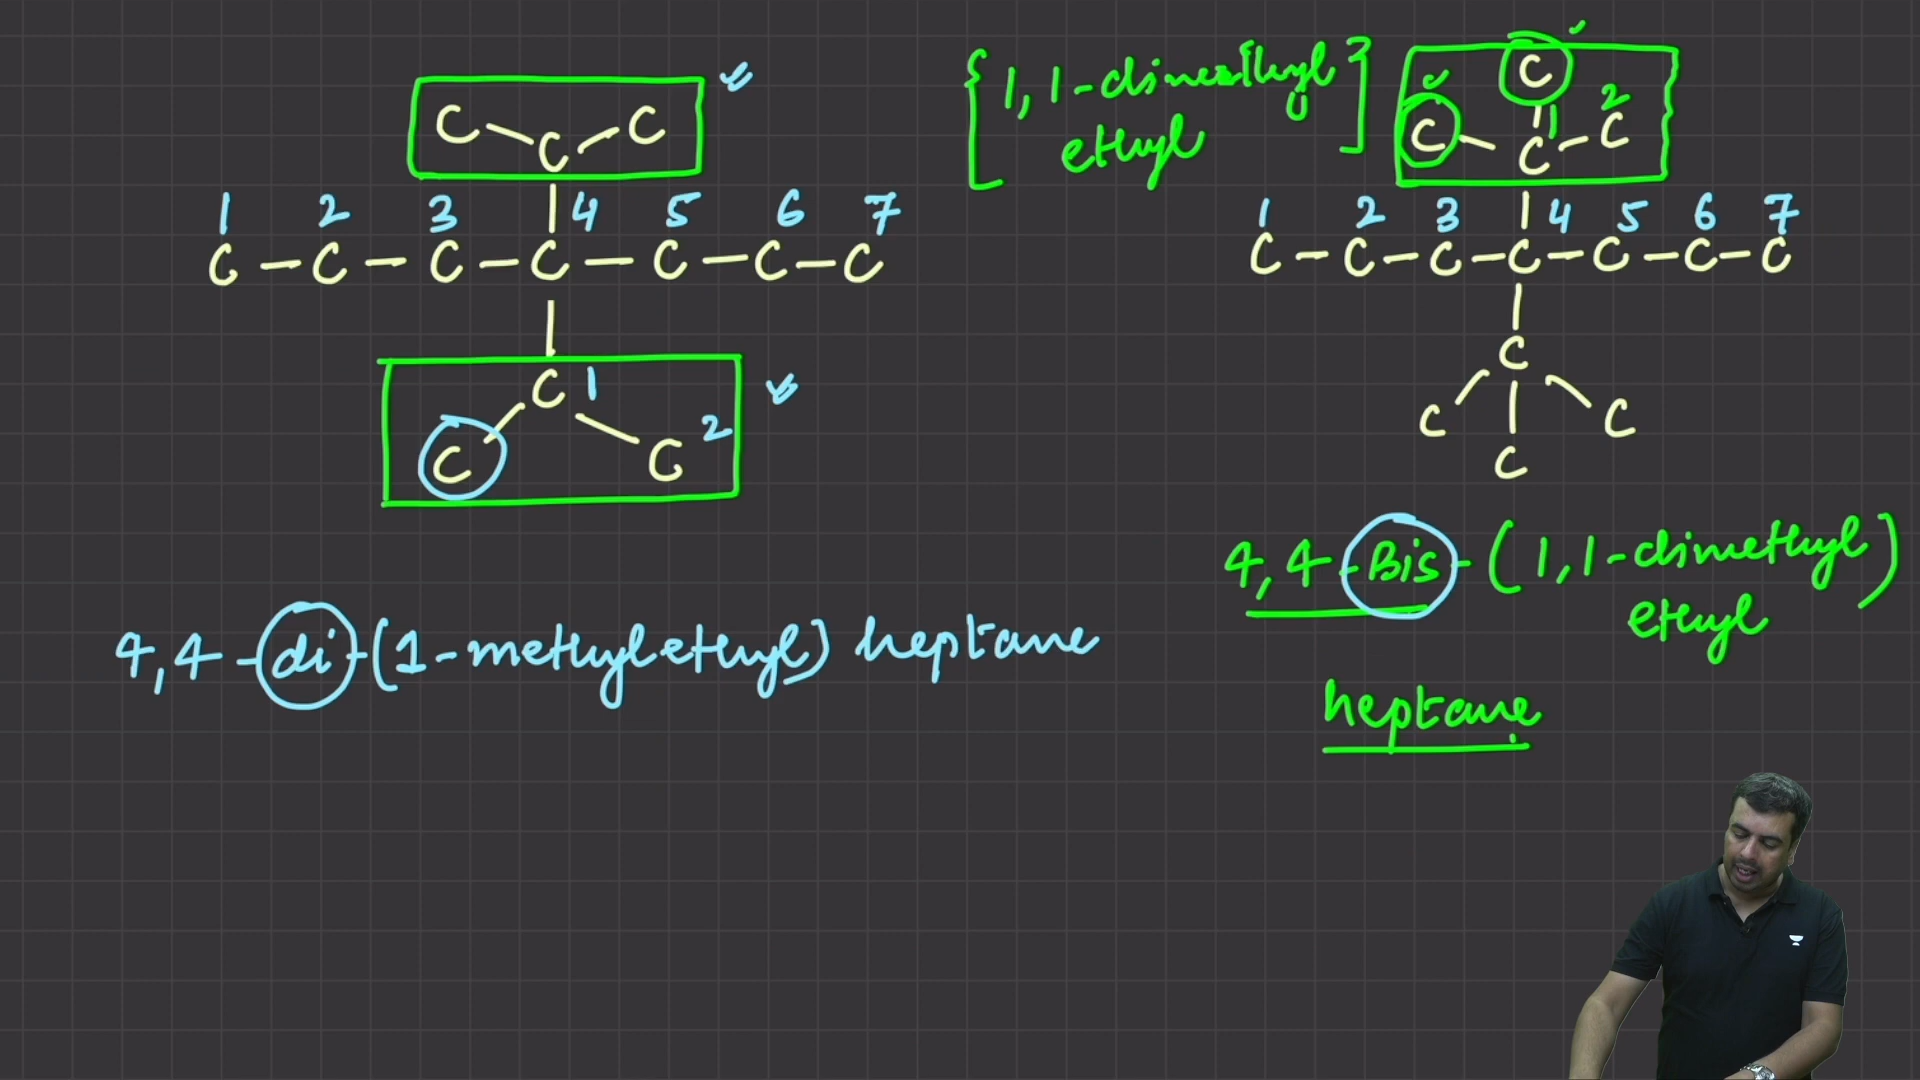 C C C
1 2 3 4 5 6 7
C – C – C – C – C – C – C
C 1
C C 2
4,4-di-(1-methylethyl) heptane
{1,1-dimethyl
ethyl]
C
C 1 C 2
C
1 2 3 4 5 6 7
C – C – C – C – C – C – C
C
C C C
4,4-Bis-(1,1-dimethyl
ethyl)
heptane